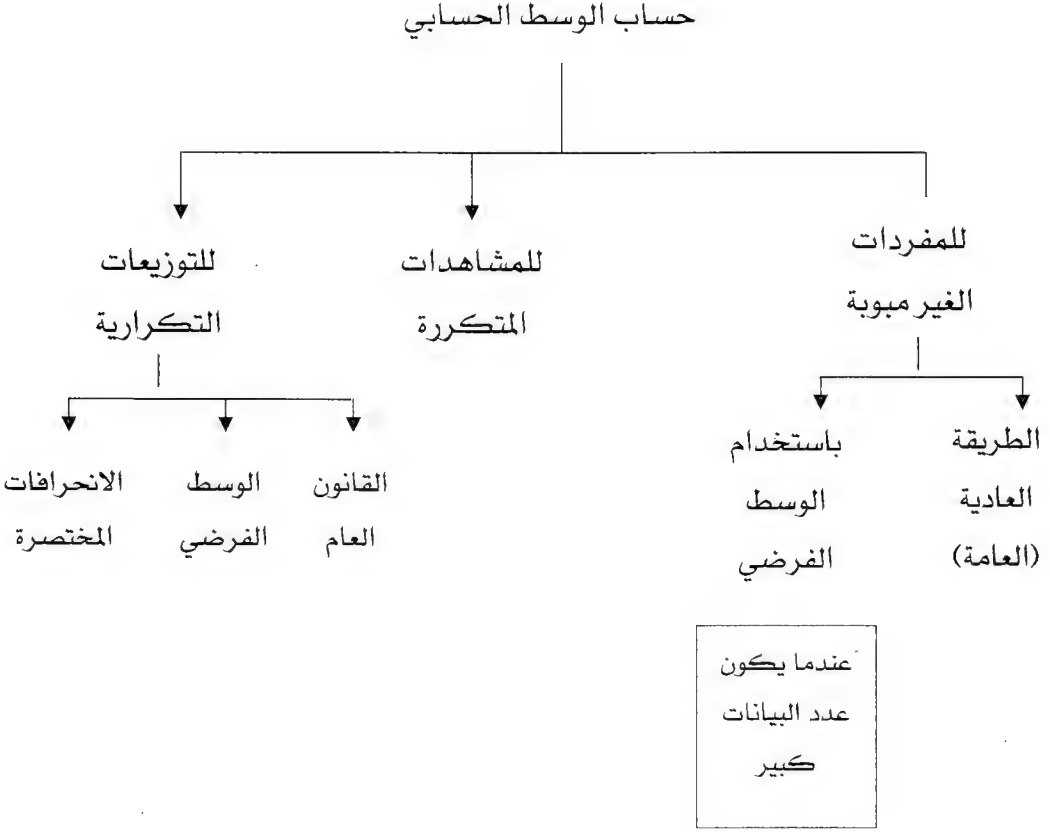 حساب الوسط الحسابي
للمفردات
الغير مبوبة
للمشاهدات
المتكررة
للتوزيعات
التكرارية
الطريقة
العادية
(العامة)
باستخدام
الوسط
الفرضي
القانون
العام
الوسط
الفرضي
الانحرافات
المختصرة
عندما يكون
عدد البيانات
كبير